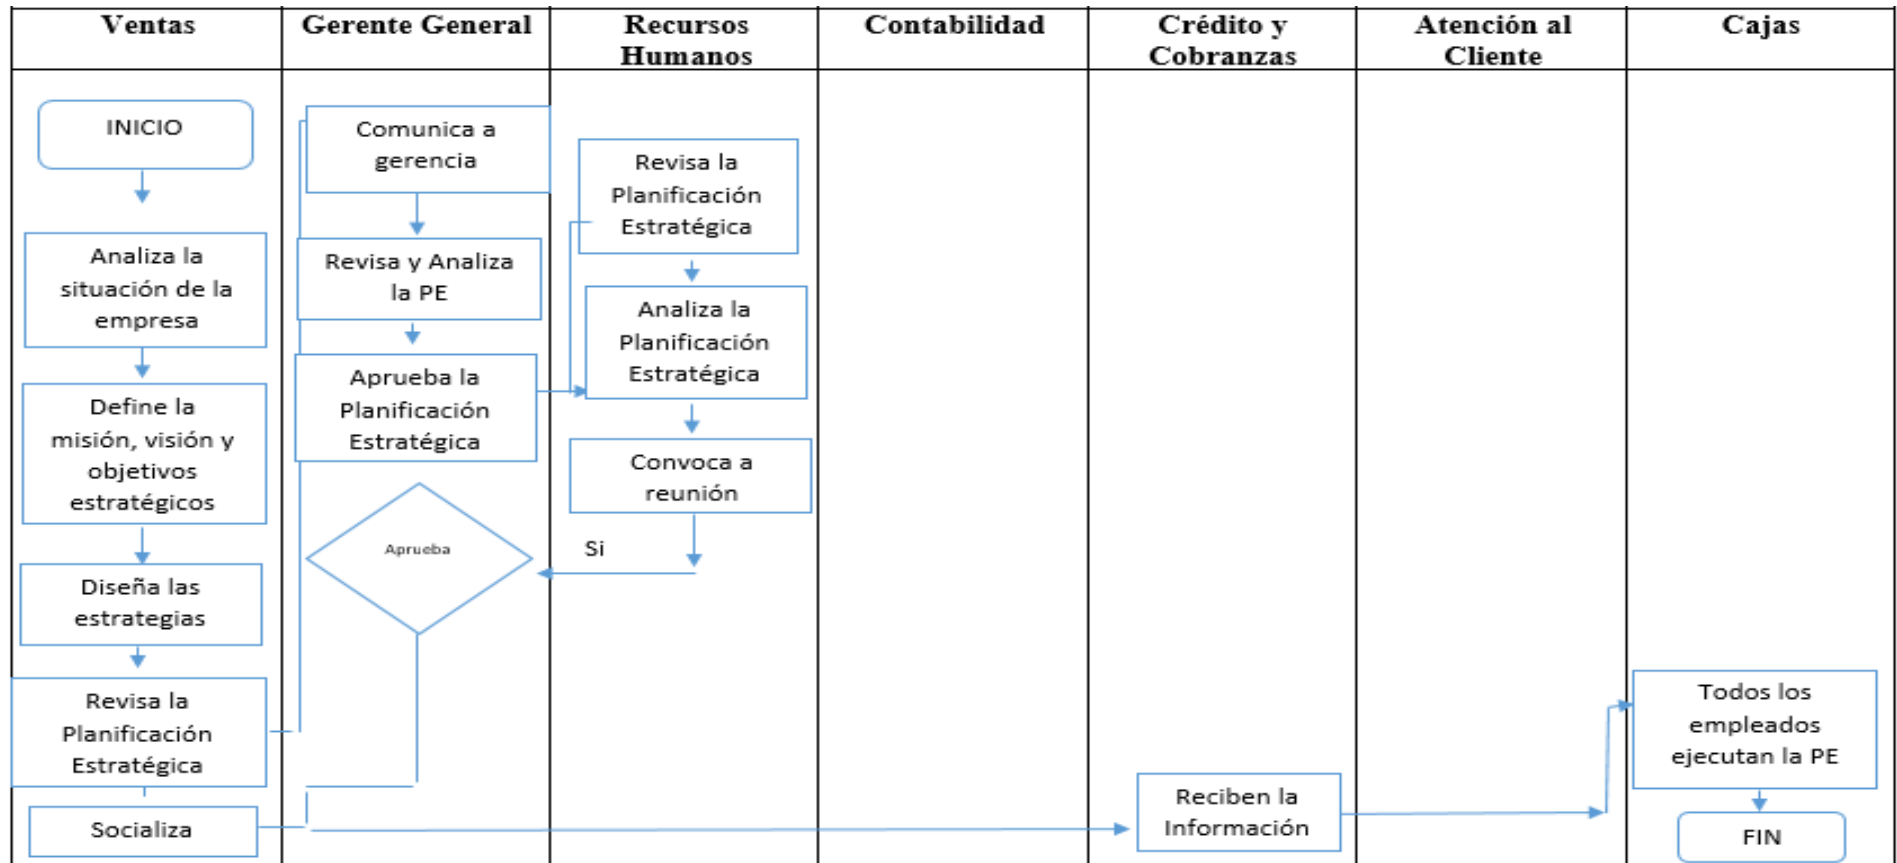 Ventas
Gerente General
Recursos
Humanos
Contabilidad
Crédito y
Cobranzas
Atención al
Cliente
Cajas
INICIO
Analiza la
situación de la
empresa
Define la
misión, visión y
objetivos
estratégicos
Diseña las
estrategias
Revisa la
Planificación
Estratégica
Socializa
Comunica a
gerencia
Revisa y Analiza
la PE
Aprueba la
Planificación
Estratégica
Aprueba
Revisa la
Planificación
Estratégica
Analiza la
Planificación
Estratégica
Convoca a
reunión
Si
Reciben la
Información
Todos los
empleados
ejecutan la PE
FIN